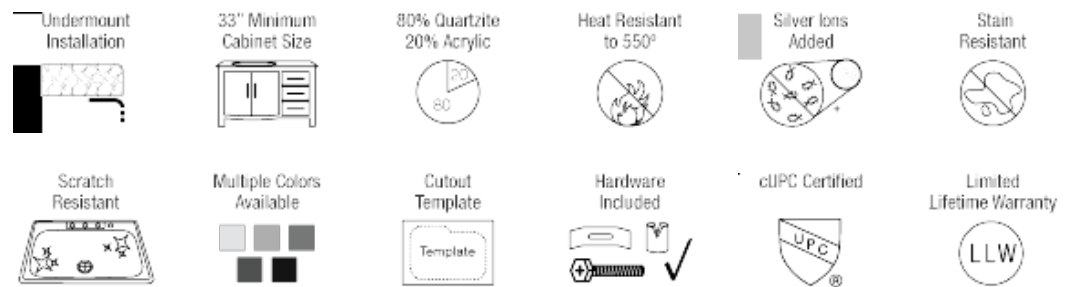 Undermount
Installation
33" Minimum
Cabinet Size
80% Quartzite
20% Acrylic
20
80
Heat Resistant
to 550º
Silver Ions
Added
Stain
Resistant
Scratch
Resistant
Multiple Colors
Available
Cutout
Template
Template
Hardware
Included
cUPC Certified
UPC
®
Limited
Lifetime Warranty
LLW